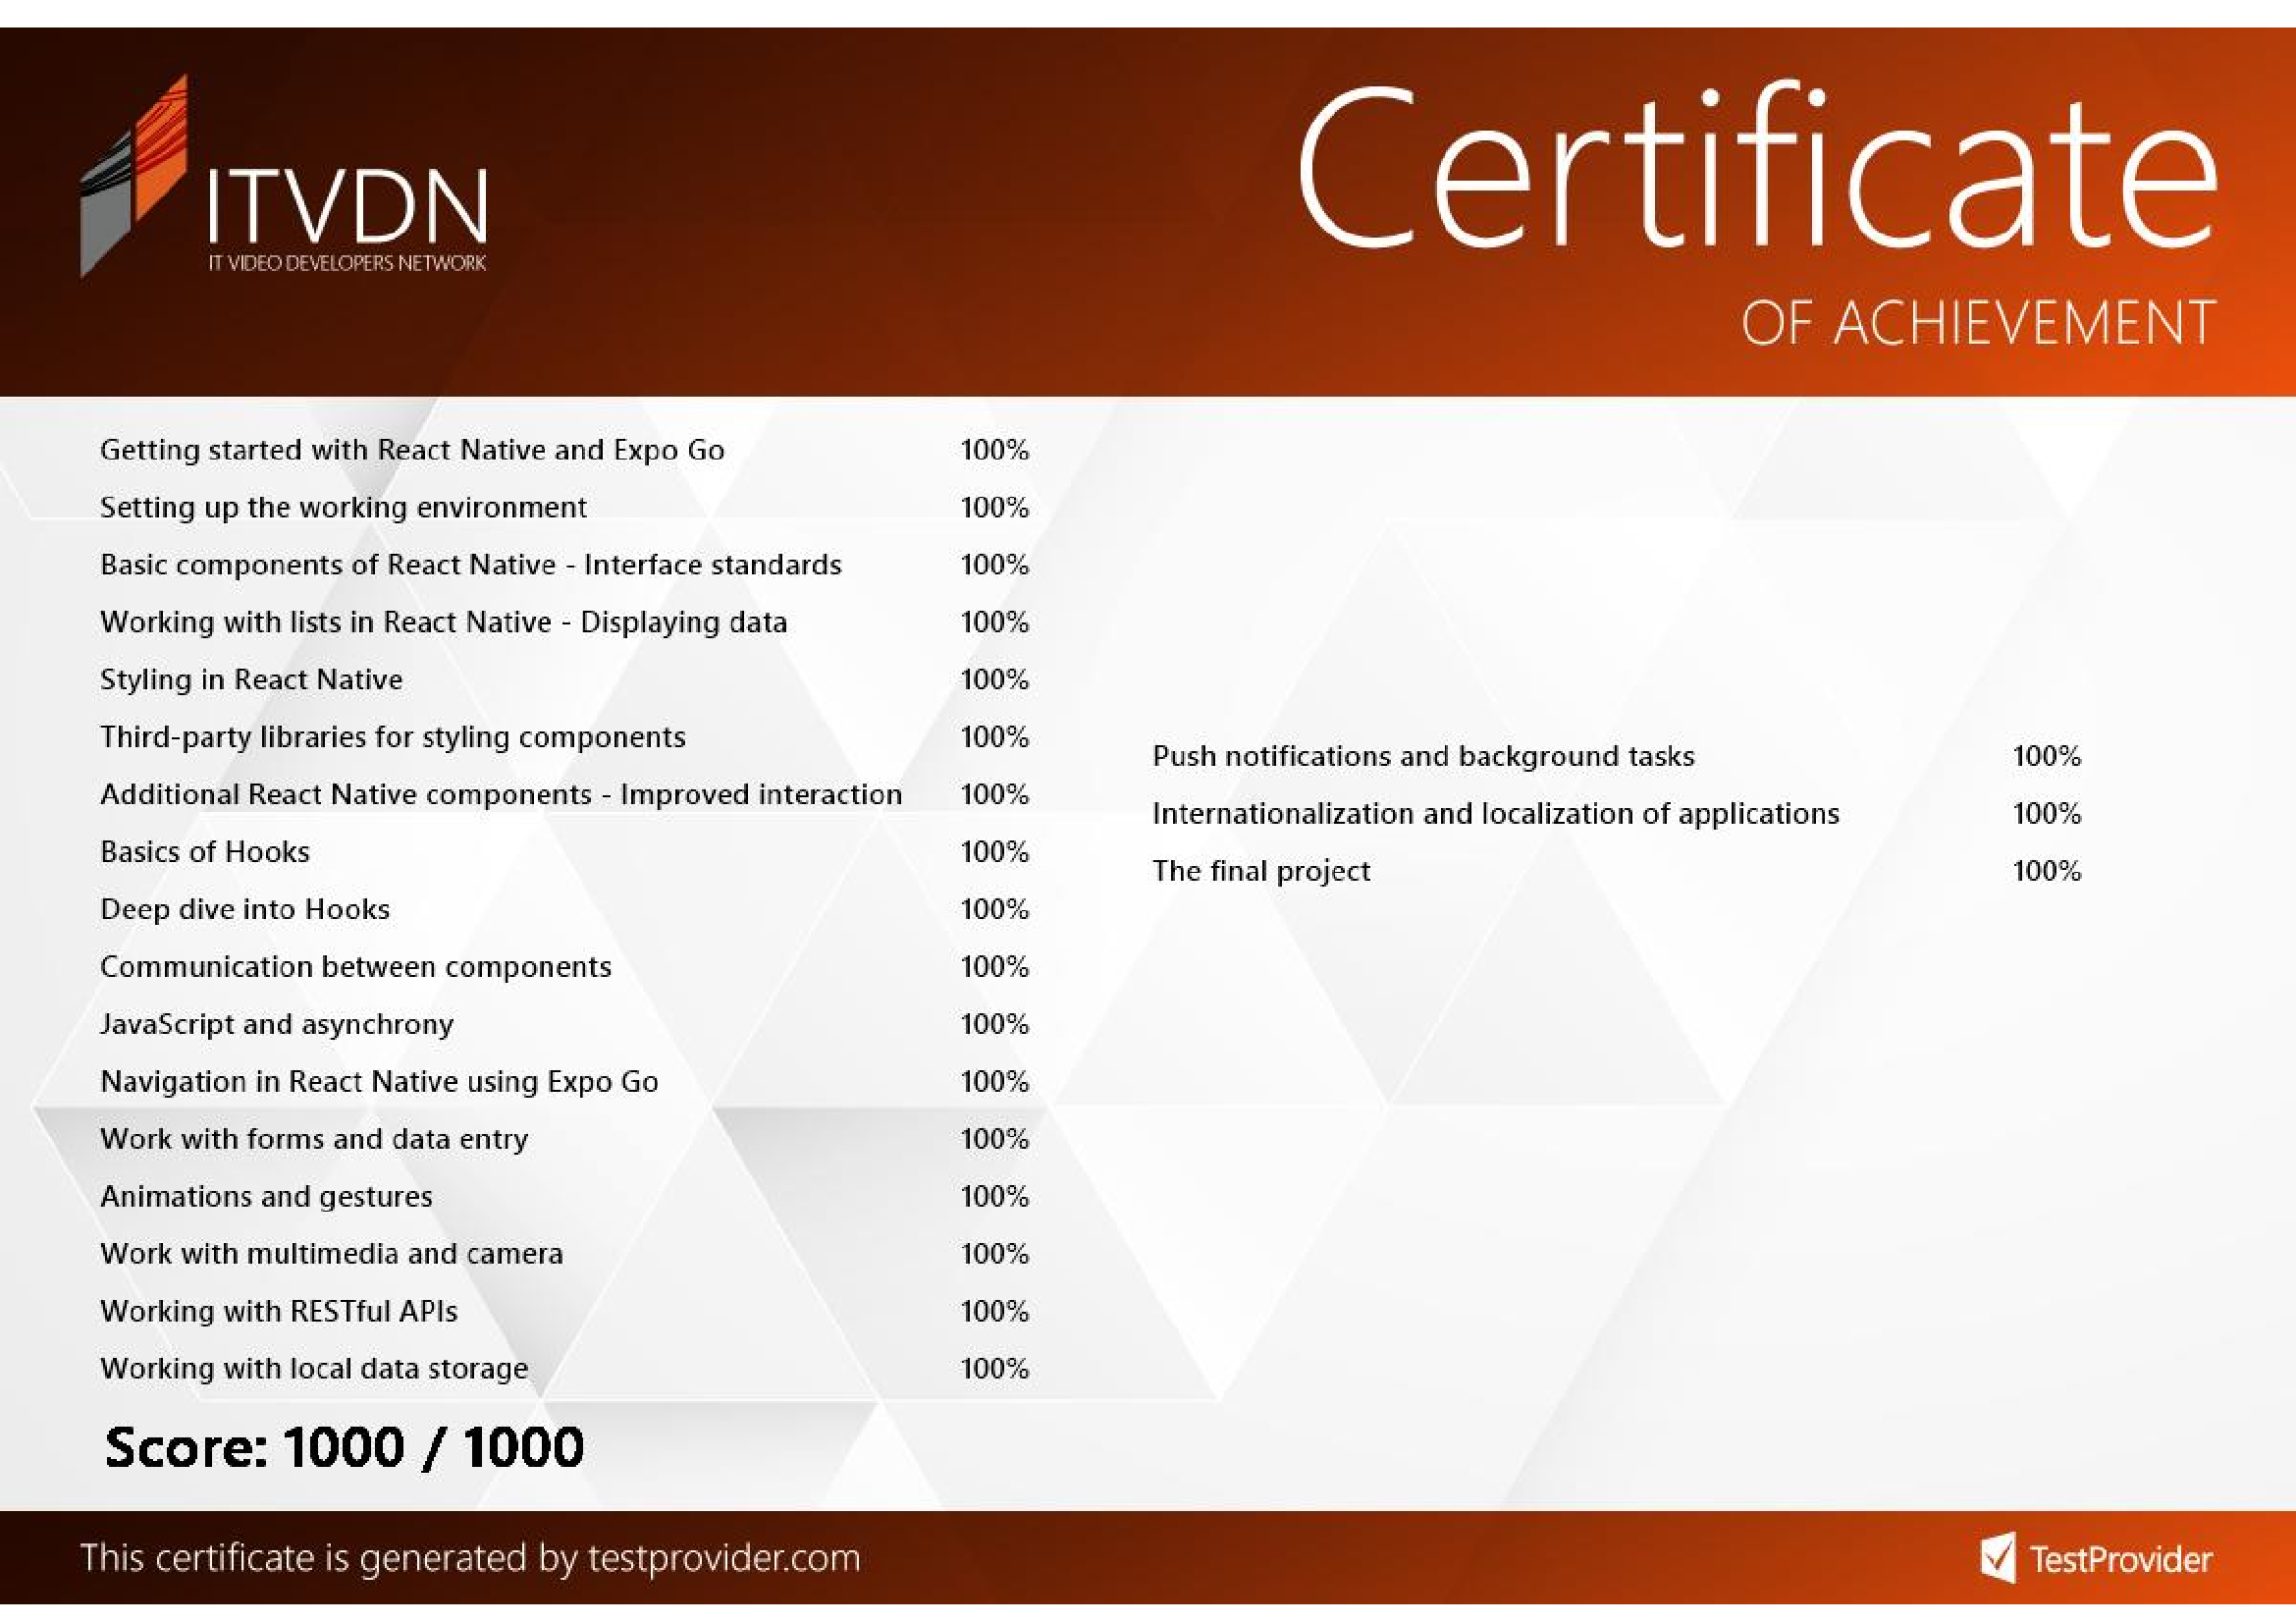 ITVDN
IT VIDEO DEVELOPERS NETWORK
Certificate
OF ACHIEVEMENT
Getting started with React Native and Expo Go 100%
Setting up the working environment 100%
Basic components of React Native - Interface standards 100%
Working with lists in React Native - Displaying data 100%
Styling in React Native 100%
Third-party libraries for styling components 100%
Additional React Native components - Improved interaction 100%
Basics of Hooks 100%
Deep dive into Hooks 100%
Communication between components 100%
JavaScript and asynchrony 100%
Navigation in React Native using Expo Go 100%
Work with forms and data entry 100%
Animations and gestures 100%
Work with multimedia and camera 100%
Working with RESTful APIs 100%
Working with local data storage 100%
Push notifications and background tasks 100%
Internationalization and localization of applications 100%
The final project 100%
Score: 1000 / 1000
This certificate is generated by testprovider.com
TestProvider